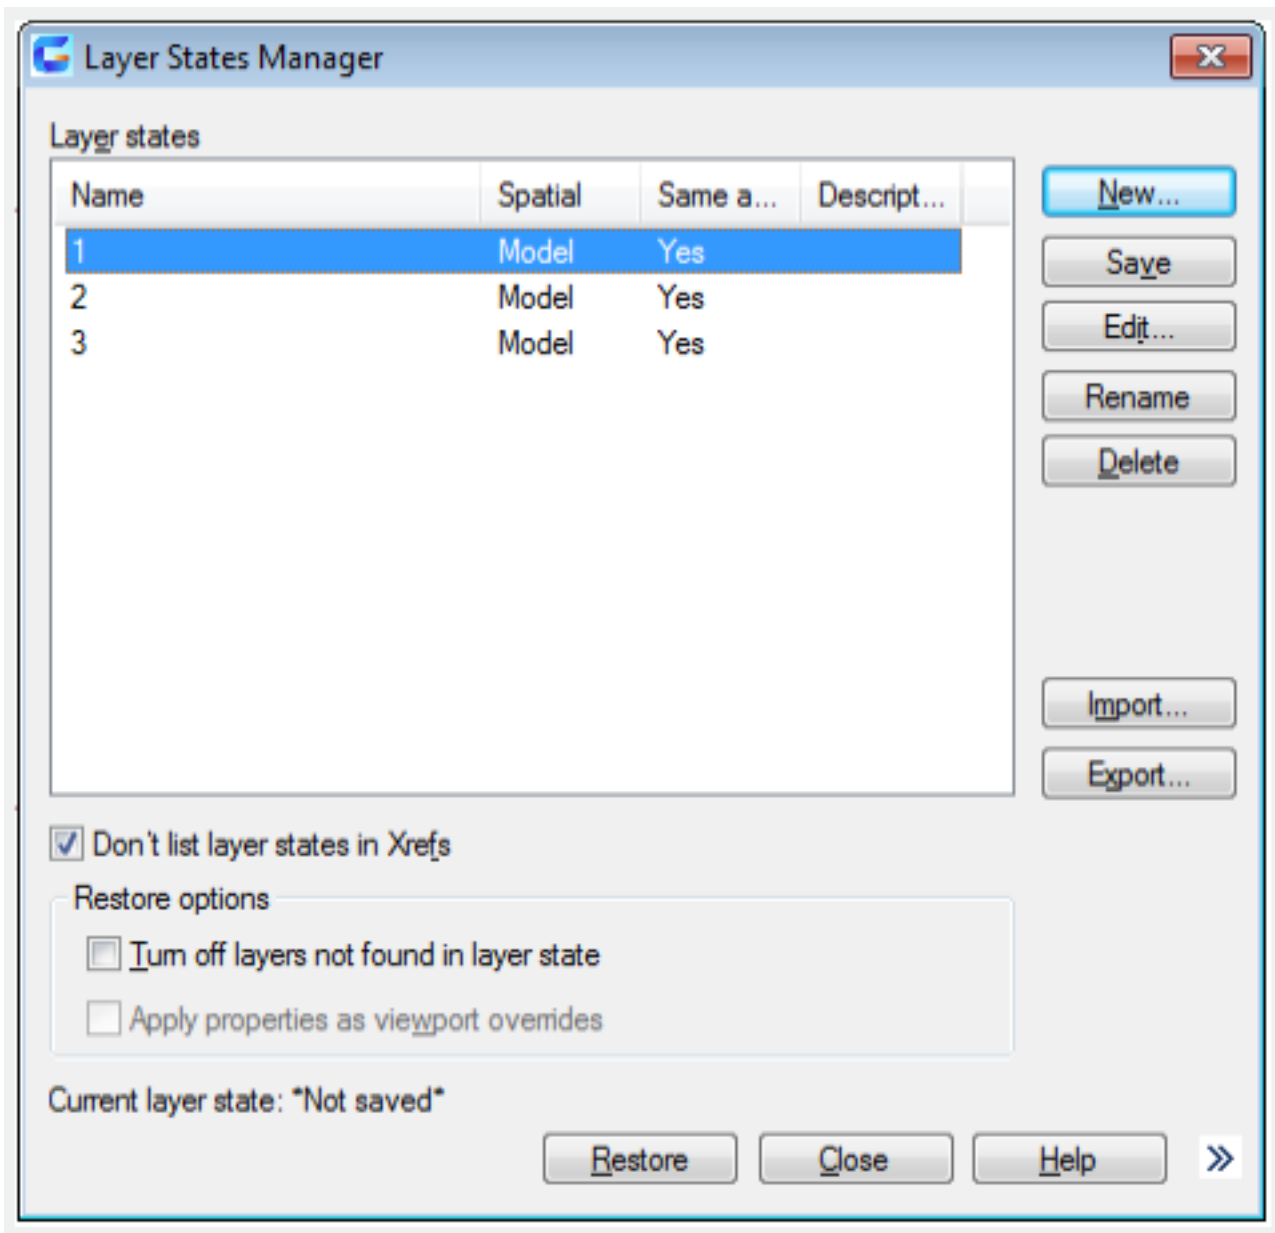 Layer States Manager
Layer states
Name Spatial Same a... Descript...
1 Model Yes
2 Model Yes
3 Model Yes
New...
Save
Edit...
Rename
Delete
Import...
Export...
Don't list layer states in Xrefs
Restore options
Turn off layers not found in layer state
Apply properties as viewport overrides
Current layer state: *Not saved*
Restore Close Help